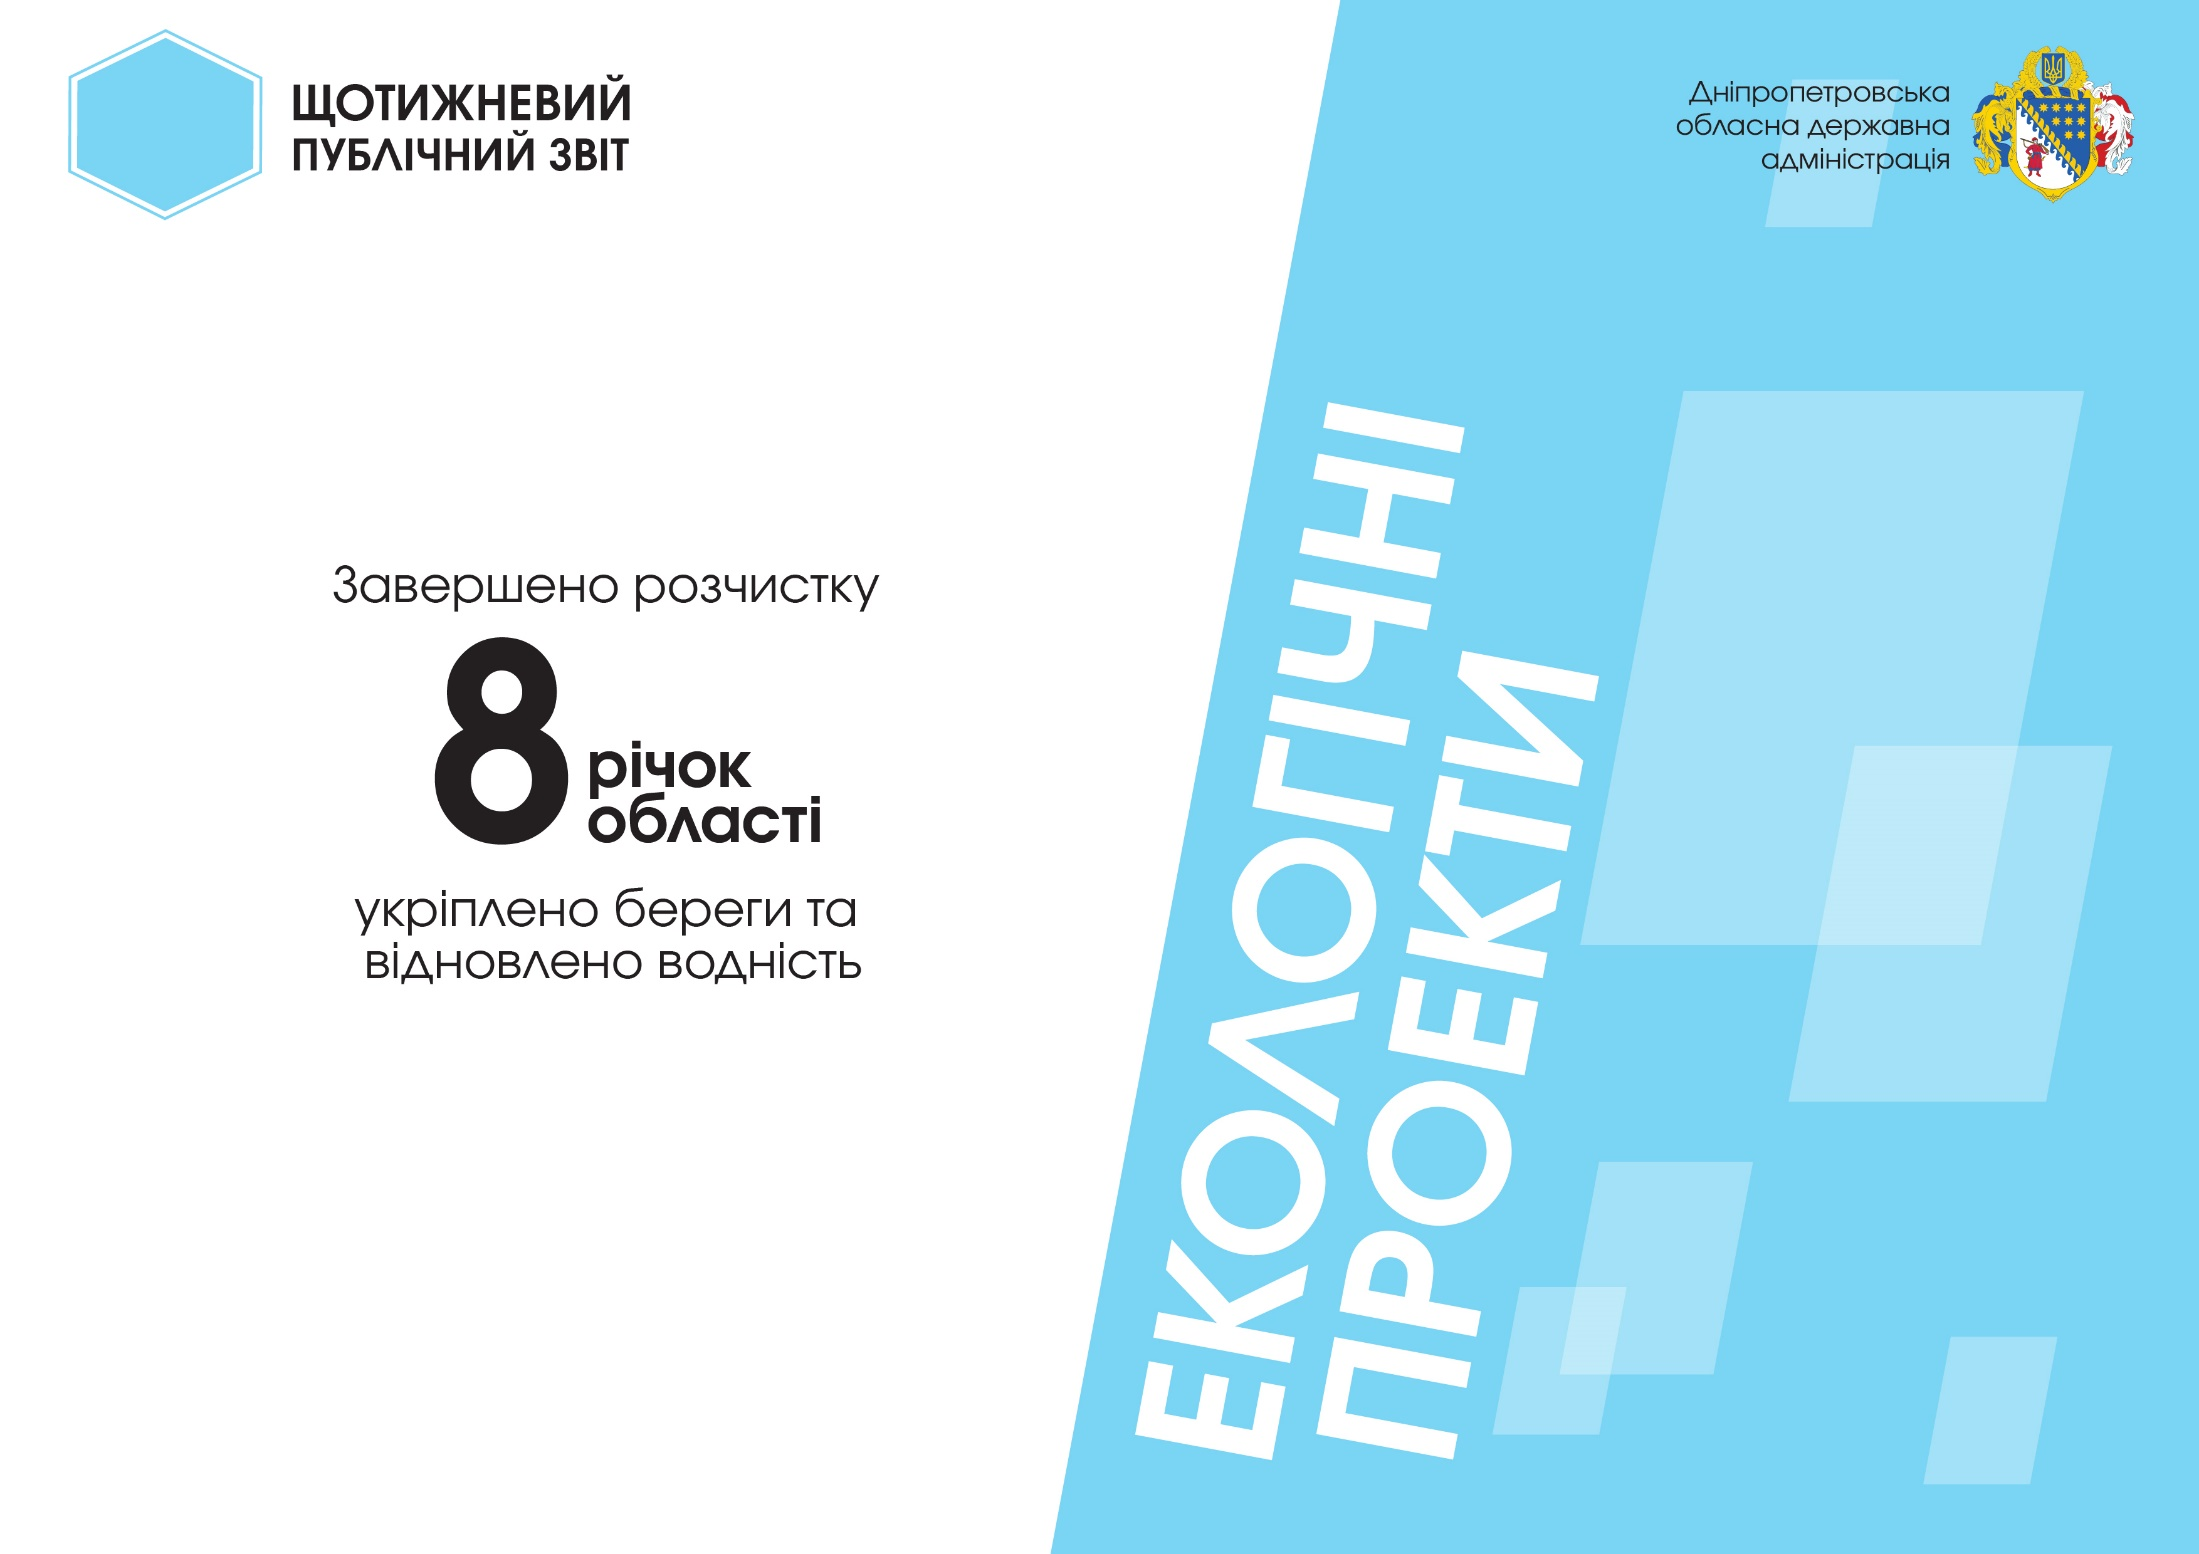 ЩОТИЖНЕВИЙ
ПУБЛІЧНИЙ ЗВІТ
Дніпропетровська
обласна державна
адміністрація
Завершено розчистку
8 річок
області
укріплено береги та
відновлено водність
ЕКОЛОГІЧНІ
ПРОЕКТИ